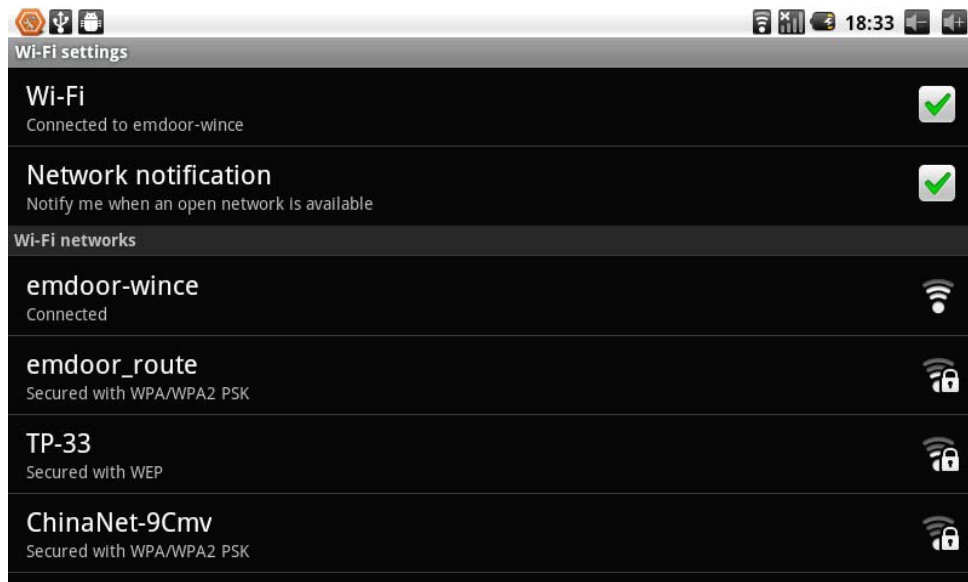 18:33
Wi-Fi settings
Wi-Fi
Connected to emdoor-wince
Network notification
Notify me when an open network is available
Wi-Fi networks
emdoor-wince
Connected
emdoor_route
Secured with WPA/WPA2 PSK
TP-33
Secured with WEP
ChinaNet-9Cmv
Secured with WPA/WPA2 PSK